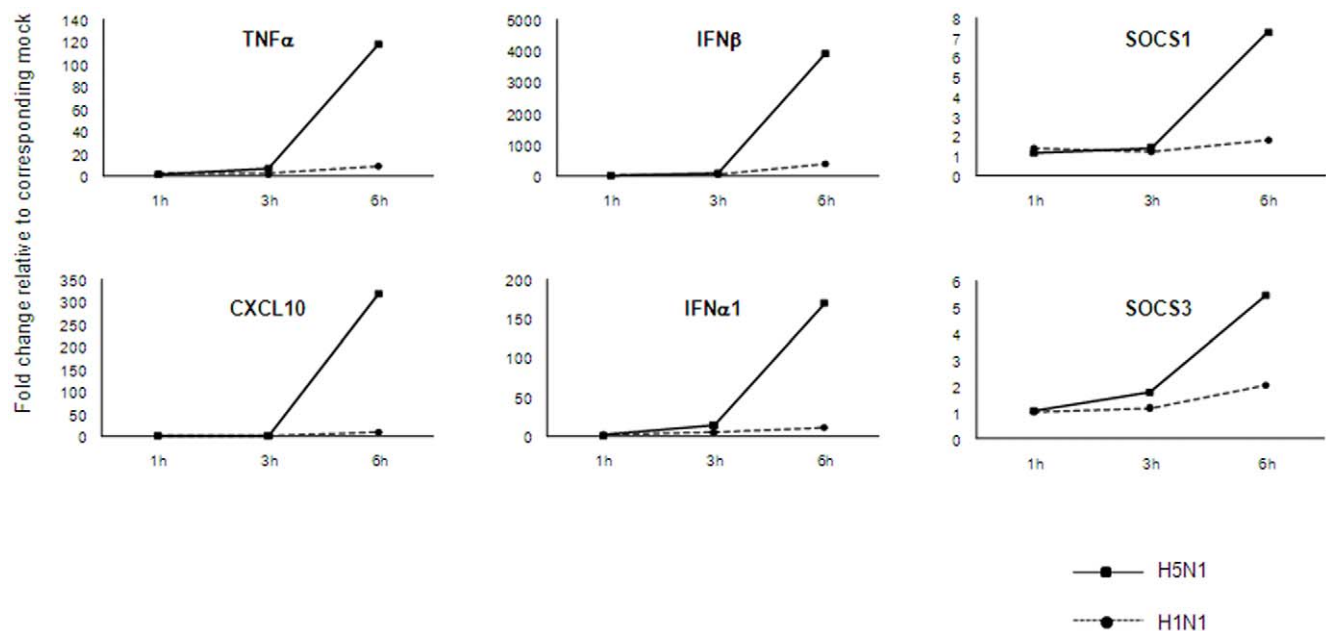 Fold change relative to corresponding mock
TNFα
140
120
100
80
60
40
20
0
1h 3h 6h
IFNβ
5000
4000
3000
2000
1000
0
1h 3h 6h
SOCS1
8
7
6
5
4
3
2
1
0
1h 3h 6h
CXCL10
350
300
250
200
150
100
50
0
1h 3h 6h
IFNα1
200
150
100
50
0
1h 3h 6h
SOCS3
6
5
4
3
2
1
0
1h 3h 6h
H5N1
H1N1